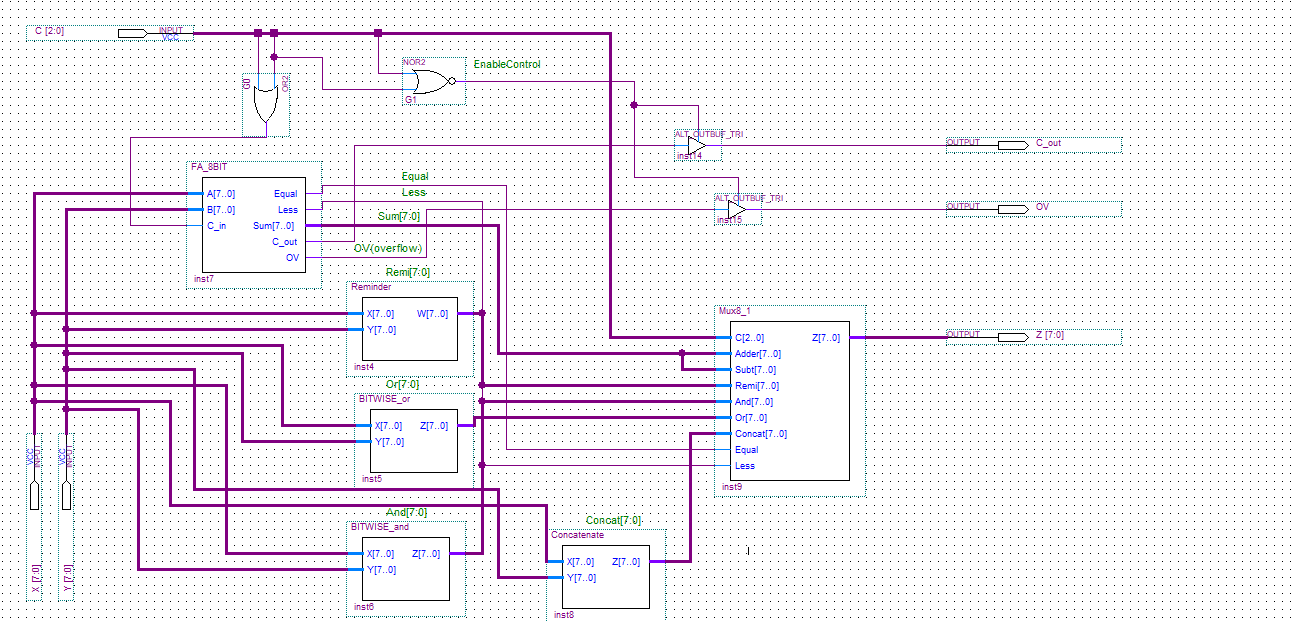 C [2:0]
INPUT
VCC
NOR2
EnableControl
G0
OR2
G1
ALT_OUTBUF_TRI
inst14
OUTPUT
C_out
FA_8BIT
A[7..0]
B[7..0]
C_in
Equal
Less
Sum[7..0]
C_out
OV
inst7
Equal
Less
Sum[7:0]
OV(overflow)
ALT_OUTBUF_TRI
inst15
OUTPUT
OV
Remi[7:0]
Reminder
X[7..0]
Y[7..0]
W[7..0]
inst4
Mux8_1
C[2..0]
Adder[7..0]
Subt[7..0]
Remi[7..0]
And[7..0]
Or[7..0]
Concat[7..0]
Equal
Less
Z[7..0]
inst9
OUTPUT
Z [7:0]
Or[7:0]
BITWISE_or
X[7..0]
Y[7..0]
Z[7..0]
inst5
VCC
INPUT
X [7:0]
VCC
INPUT
Y [7:0]
And[7:0]
BITWISE_and
X[7..0]
Y[7..0]
Z[7..0]
inst6
Concat[7:0]
Concatenate
X[7..0]
Y[7..0]
Z[7..0]
inst8